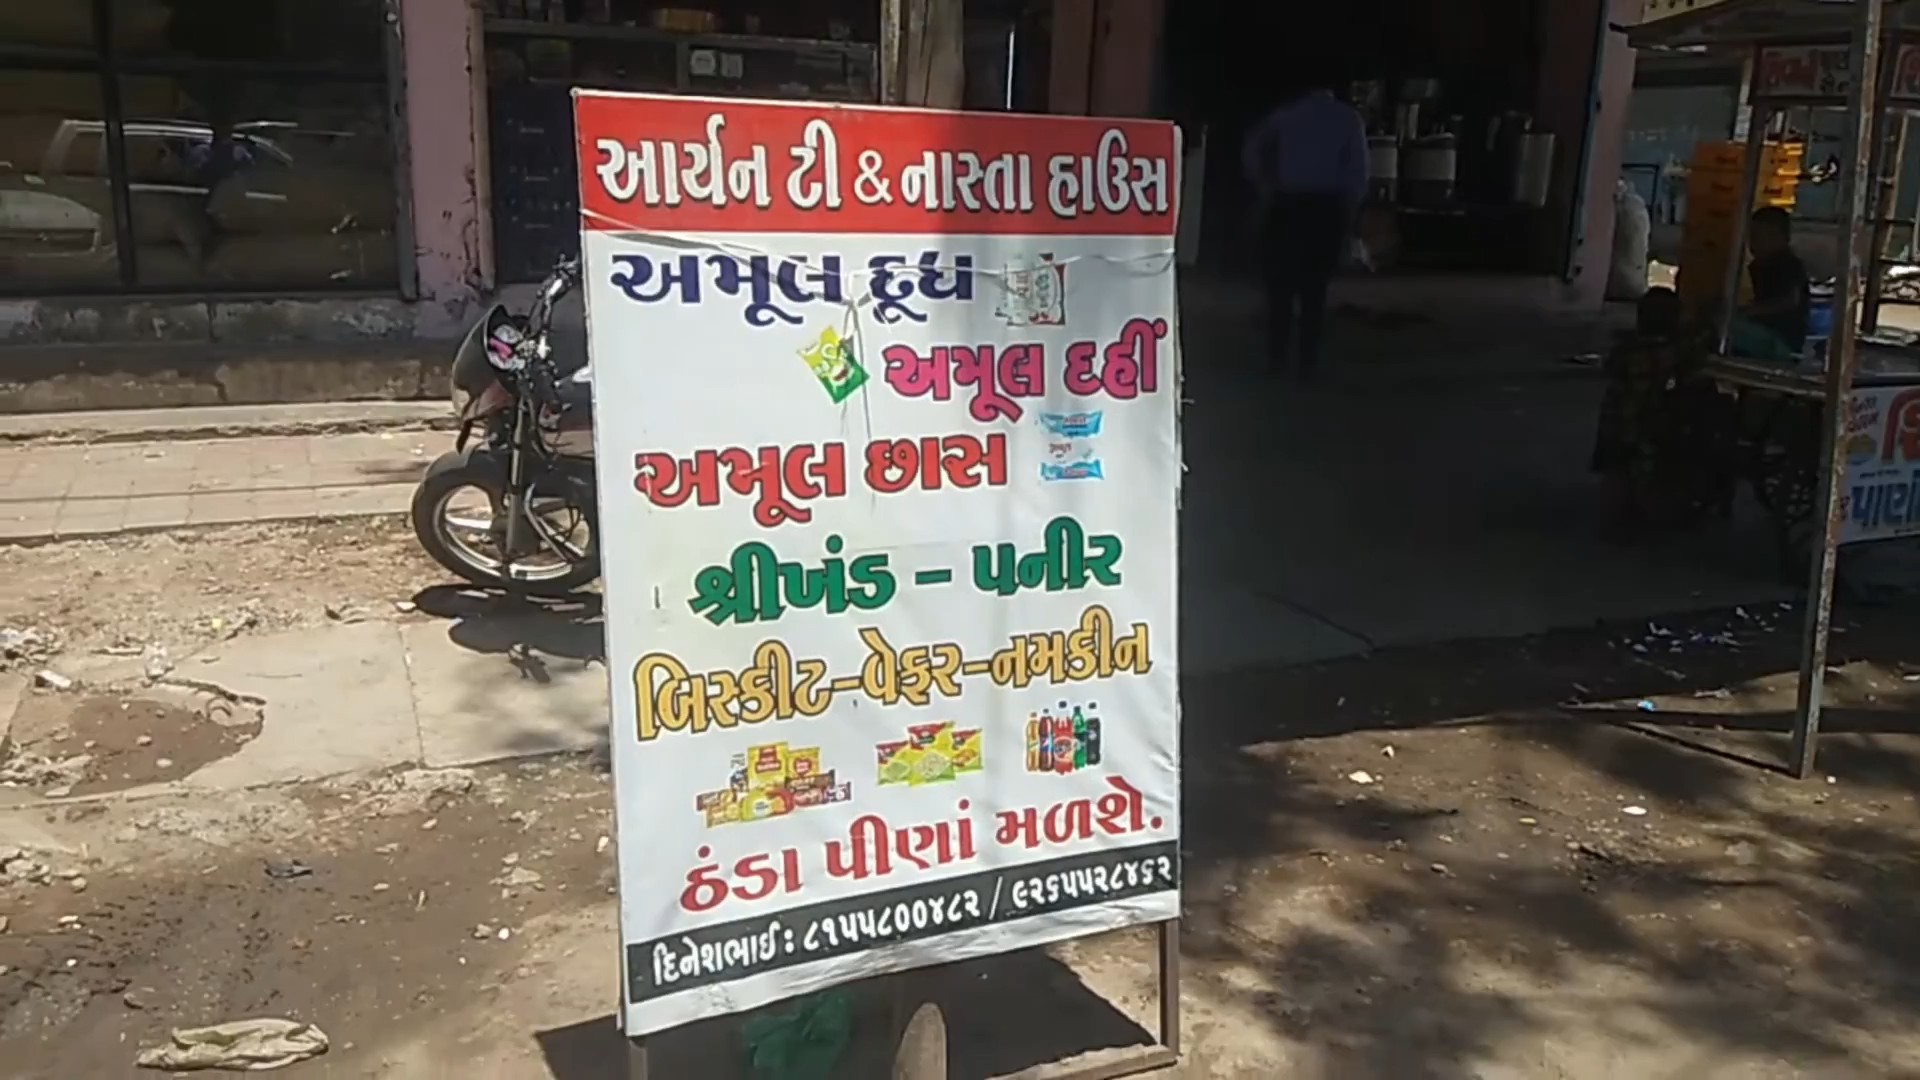 આર્યન ટી & નાસ્તા હાઉસ
અમૂલ દૂધ
અમૂલ દહીં
અમૂલ છાસ
શ્રીખંડ - પનીર
બિસ્કીટ-વેફર-નમકીન
ઠંડા પીણાં મળશે.
દિનેશભાઈ : ૮૧૫૫૮૦૦૪૮૨ / ૯૨૬૫૫૨૮૪૬૨